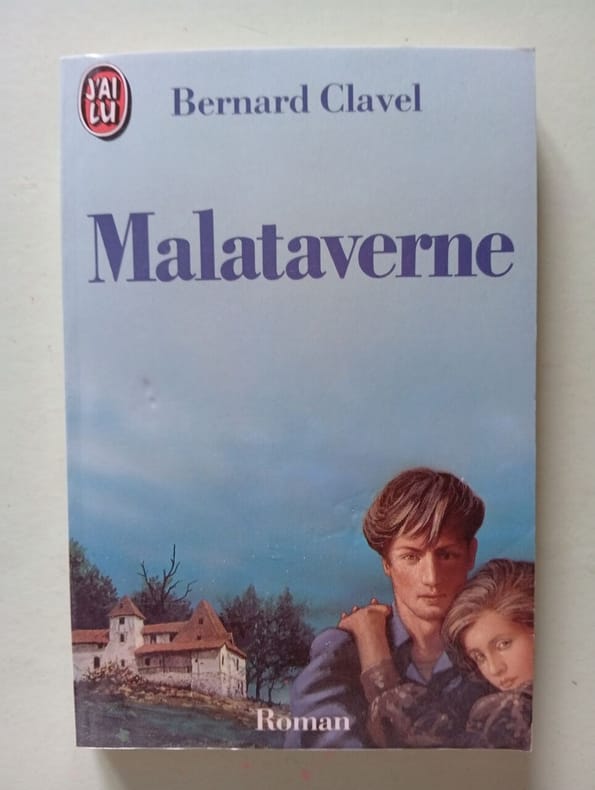 J'AI
LU
Bernard Clavel
Malataverne
Roman